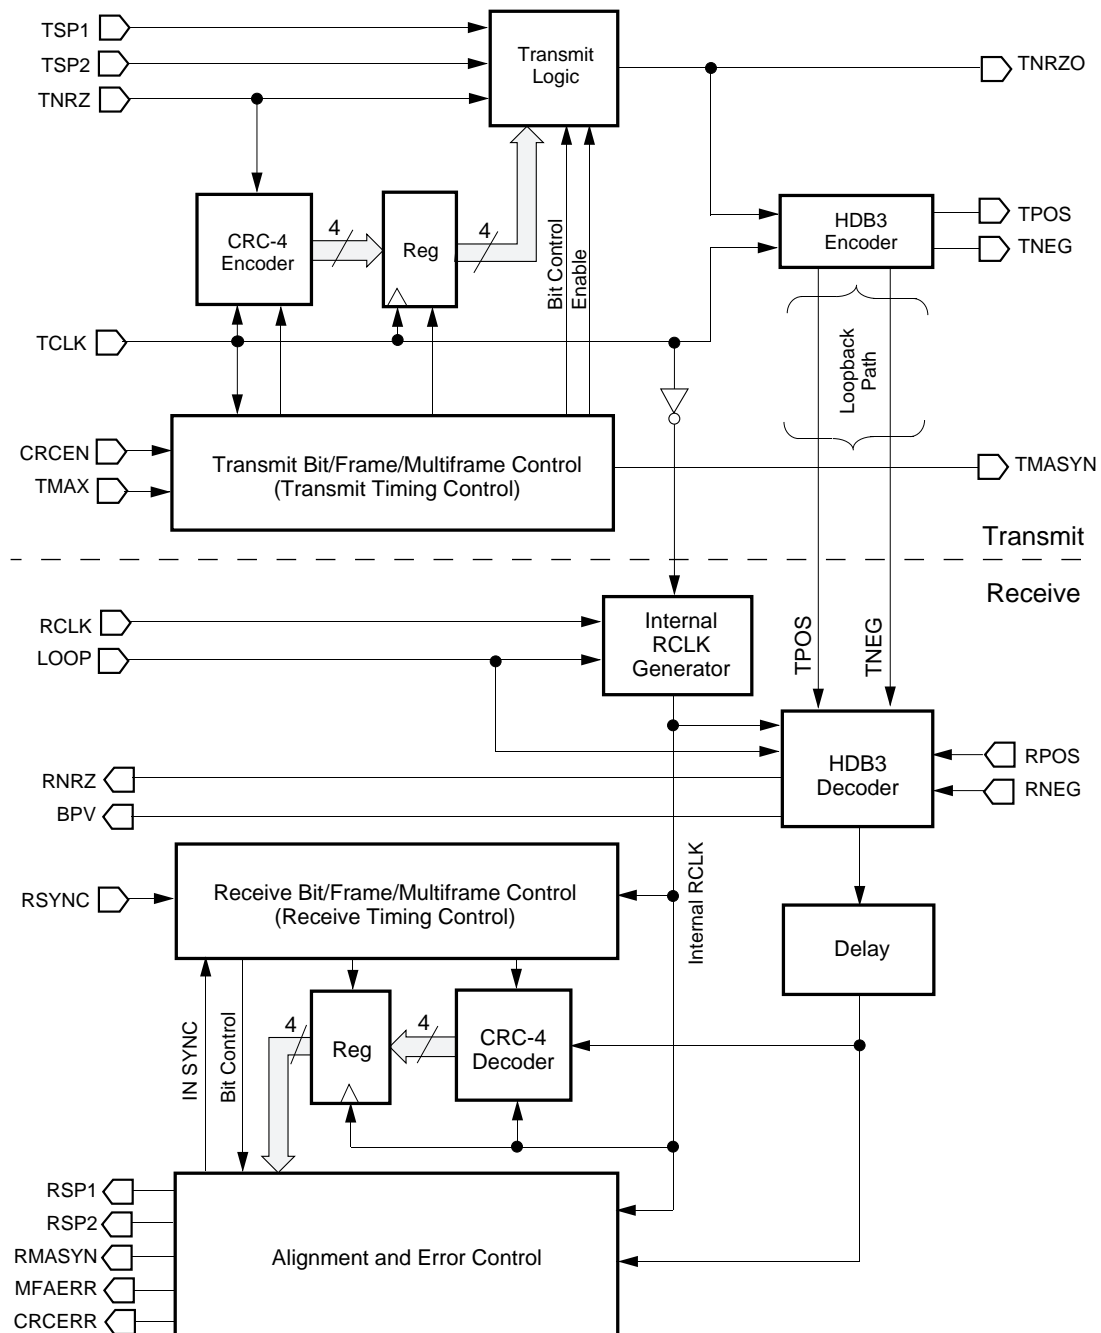 TSP1
TSP2
TNRZ
Transmit
Logic
TNRZO
CRC-4
Encoder
4
Reg
4
Bit Control
Enable
HDB3
Encoder
TPOS
TNEG
TCLK
Loopback
Path
CRCEN
TMAX
Transmit Bit/Frame/Multiframe Control
(Transmit Timing Control)
TMASYN
Transmit
Receive
RCLK
LOOP
Internal
RCLK
Generator
TPOS
TNEG
RNRZ
BPV
HDB3
Decoder
RPOS
RNEG
RSYNC
Receive Bit/Frame/Multiframe Control
(Receive Timing Control)
Internal RCLK
Delay
IN SYNC
Bit Control
4
Reg
4
CRC-4
Decoder
RSP1
RSP2
RMASYN
MFAERR
CRCERR
Alignment and Error Control